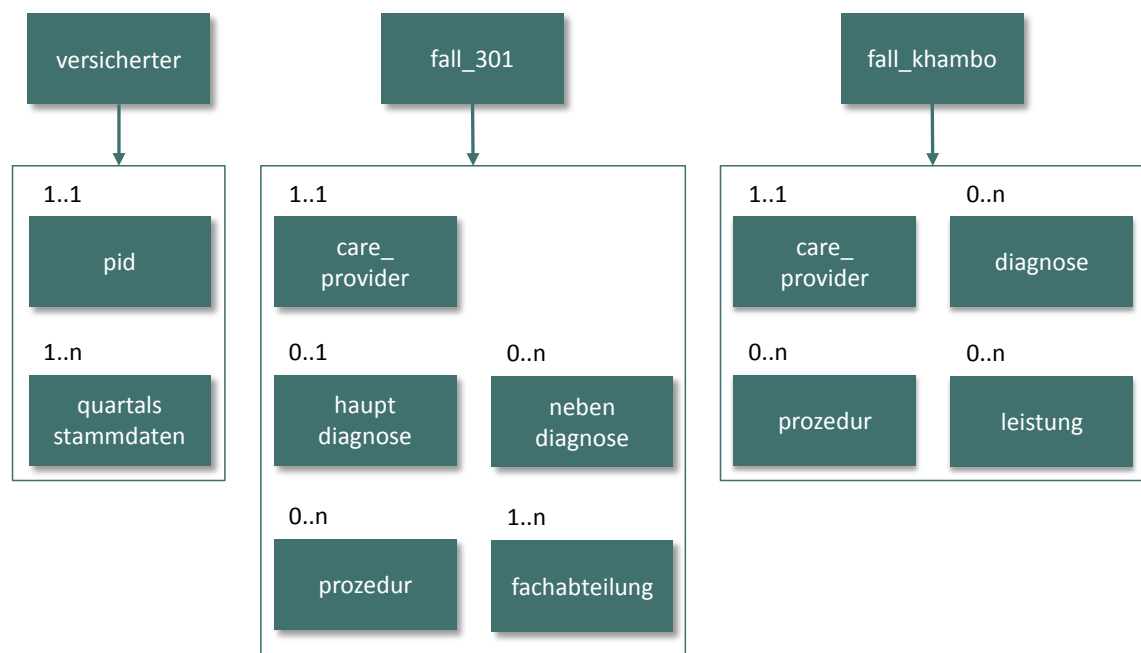 versicherter
fall_301
fall_khambo
1..1
pid
1..n
quartals
stammdaten
1..1
care_
provider
0..1
haupt
diagnose
0..n
neben
diagnose
0..n
prozedur
1..n
fachabteilung
1..1
care_
provider
0..n
diagnose
0..n
prozedur
0..n
leistung